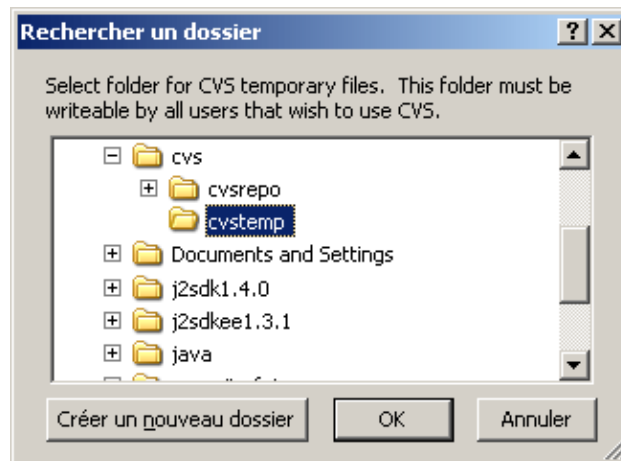 Rechercher un dossier
Select folder for CVS temporary files. This folder must be
writeable by all users that wish to use CVS.
cvs
cvsrepo
cvstemp
Documents and Settings
j2sdk1.4.0
j2sdkee1.3.1
java
Créer un nouveau dossier OK Annuler